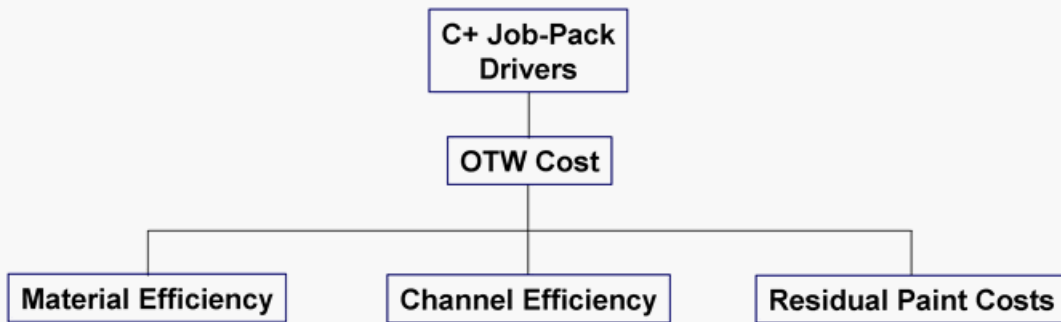 C+ Job-Pack
Drivers
OTW Cost
Material Efficiency
Channel Efficiency
Residual Paint Costs